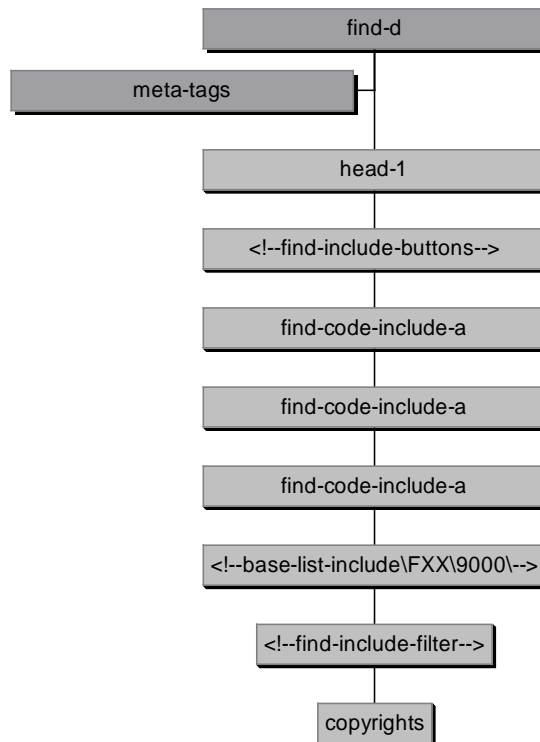 find-d
meta-tags
head-1
<!--find-include-buttons-->
find-code-include-a
find-code-include-a
find-code-include-a
<!--base-list-include\FXX\9000\-->
<!--find-include-filter-->
copyrights